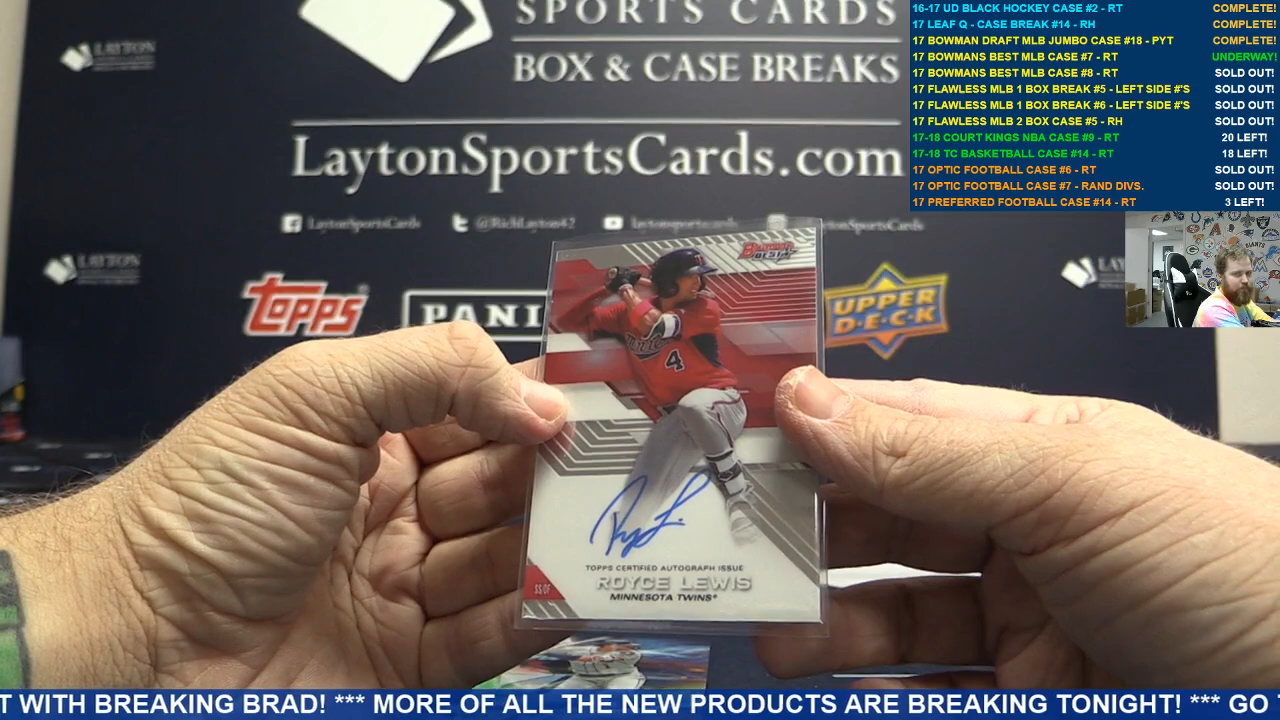 SPORTS CARDS
BOX & CASE BREAKS
LaytonSportsCards.com
LaytonSportsCards
@RichLayton42
laytonsportscards
LAYTON
TOPPS
PANI
UPPER
D·E·C·K
16-17 UD BLACK HOCKEY CASE #2 - RT COMPLETE!
17 LEAF Q - CASE BREAK #14 - RH COMPLETE!
17 BOWMAN DRAFT MLB JUMBO CASE #18 - PYT COMPLETE!
17 BOWMANS BEST MLB CASE #7 - RT UNDERWAY!
17 BOWMANS BEST MLB CASE #8 - RT SOLD OUT!
17 FLAWLESS MLB 1 BOX BREAK #5 - LEFT SIDE #'S SOLD OUT!
17 FLAWLESS MLB 1 BOX BREAK #6 - LEFT SIDE #'S SOLD OUT!
17 FLAWLESS MLB 2 BOX CASE #5 - RH SOLD OUT!
17-18 COURT KINGS NBA CASE #9 - RT 20 LEFT!
17-18 TC BASKETBALL CASE #14 - RT 18 LEFT!
17 OPTIC FOOTBALL CASE #6 - RT SOLD OUT!
17 OPTIC FOOTBALL CASE #7 - RAND DIVS. SOLD OUT!
17 PREFERRED FOOTBALL CASE #14 - RT 3 LEFT!
BOWMAN'S
BEST
4
TOPPS CERTIFIED AUTOGRAPH ISSUE
ROYCE LEWIS
MINNESOTA TWINS
SS/OF
T WITH BREAKING BRAD! *** MORE OF ALL THE NEW PRODUCTS ARE BREAKING TONIGHT! *** GO